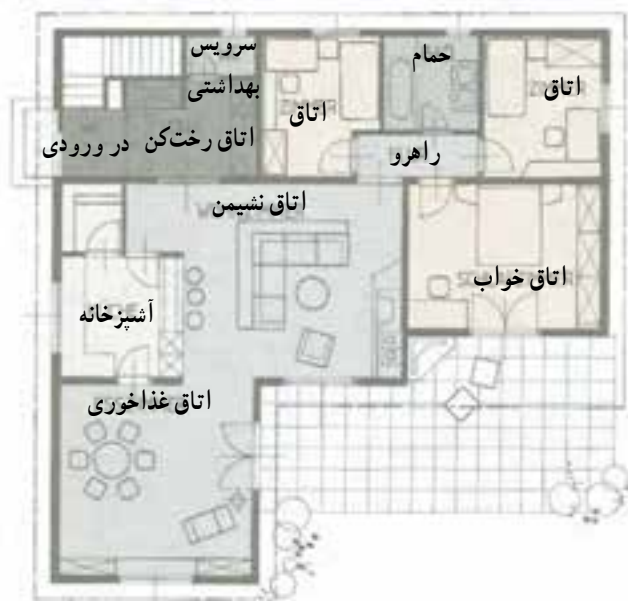 سرویس
بهداشتی
حمام
اتاق
اتاق
در ورودی
اتاق رخت‌کن
راهرو
اتاق نشیمن
اتاق خواب
آشپزخانه
اتاق غذاخوری